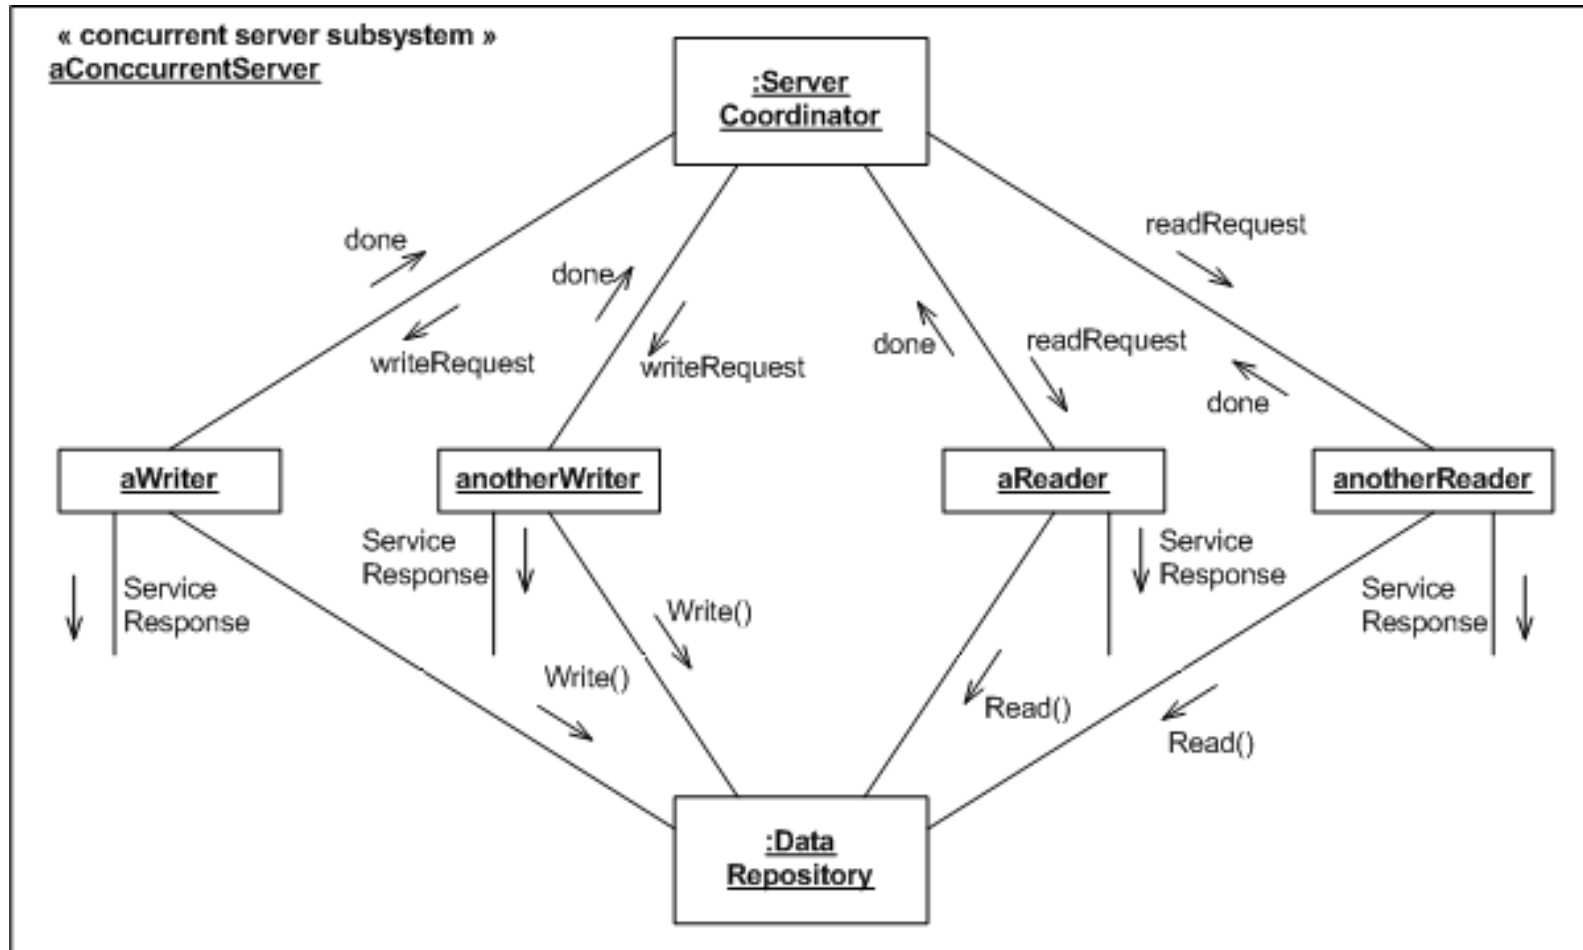 « concurrent server subsystem »
aConccurrentServer
:Server
Coordinator
done
writeRequest
done
writeRequest
done
readRequest
readRequest
done
aWriter
anotherWriter
aReader
anotherReader
Service
Response
Service
Response
Service
Response
Service
Response
Write()
Write()
Read()
Read()
:Data
Repository